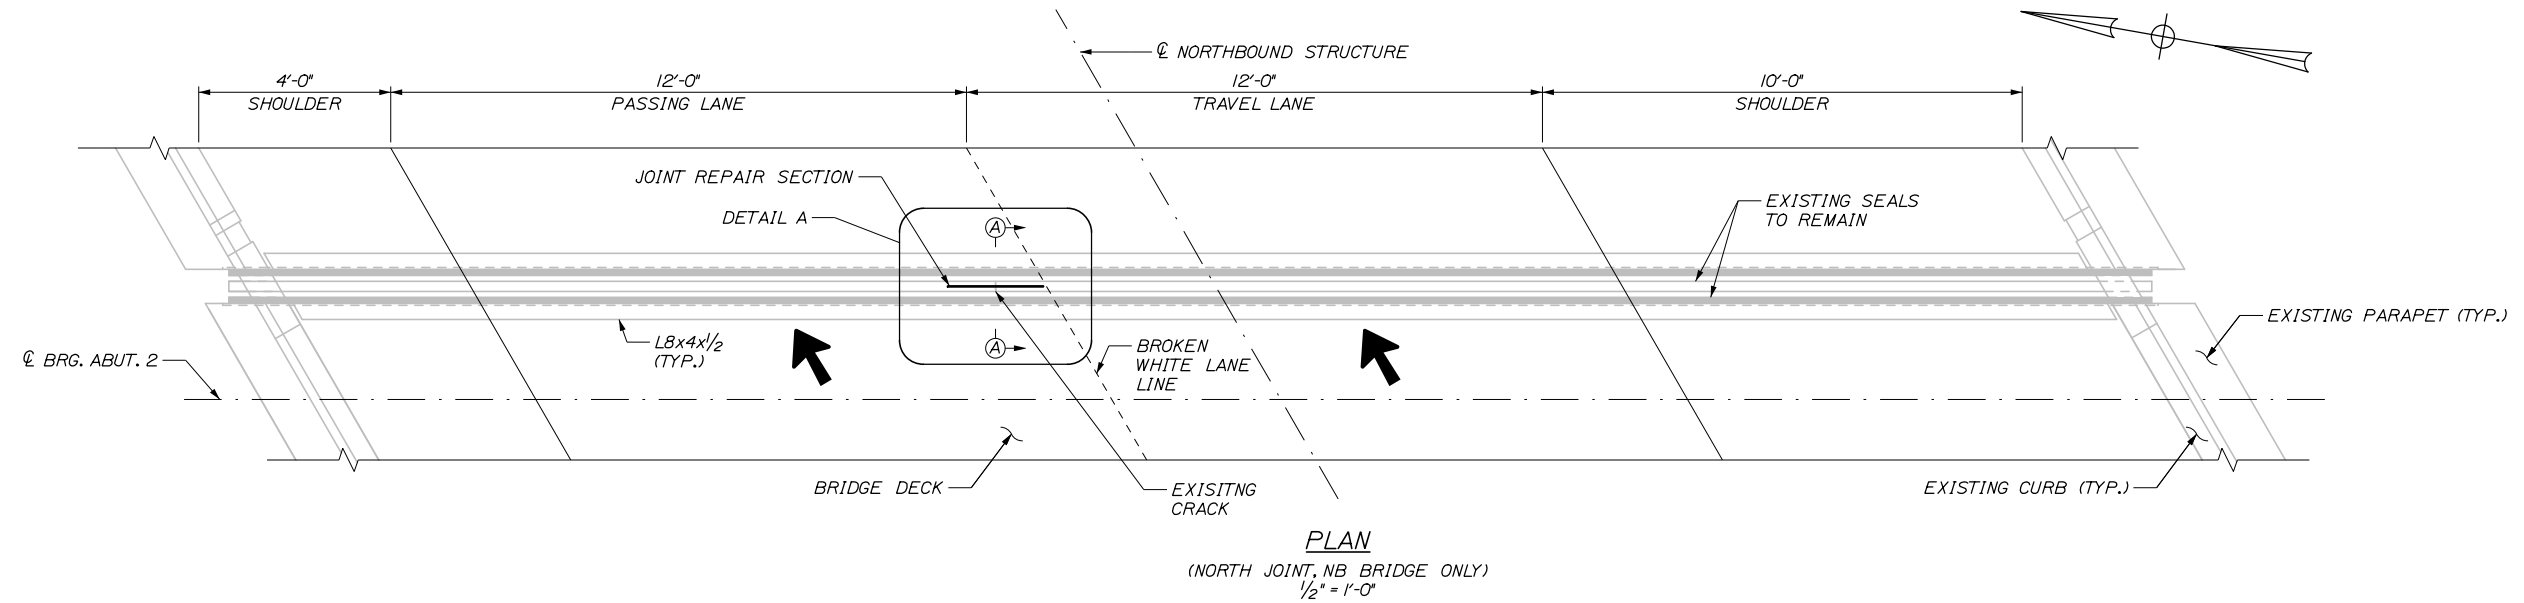 ℄ NORTHBOUND STRUCTURE
4'-0"
SHOULDER
12'-0"
PASSING LANE
12'-0"
TRAVEL LANE
10'-0"
SHOULDER
JOINT REPAIR SECTION
DETAIL A
A
EXISTING SEALS
TO REMAIN
L8x4x1/2
(TYP.)
A
BROKEN
WHITE LANE
LINE
EXISTING PARAPET (TYP.)
℄ BRG. ABUT. 2
BRIDGE DECK
EXISITNG
CRACK
EXISTING CURB (TYP.)
PLAN
(NORTH JOINT, NB BRIDGE ONLY)
1/2" = 1'-0"